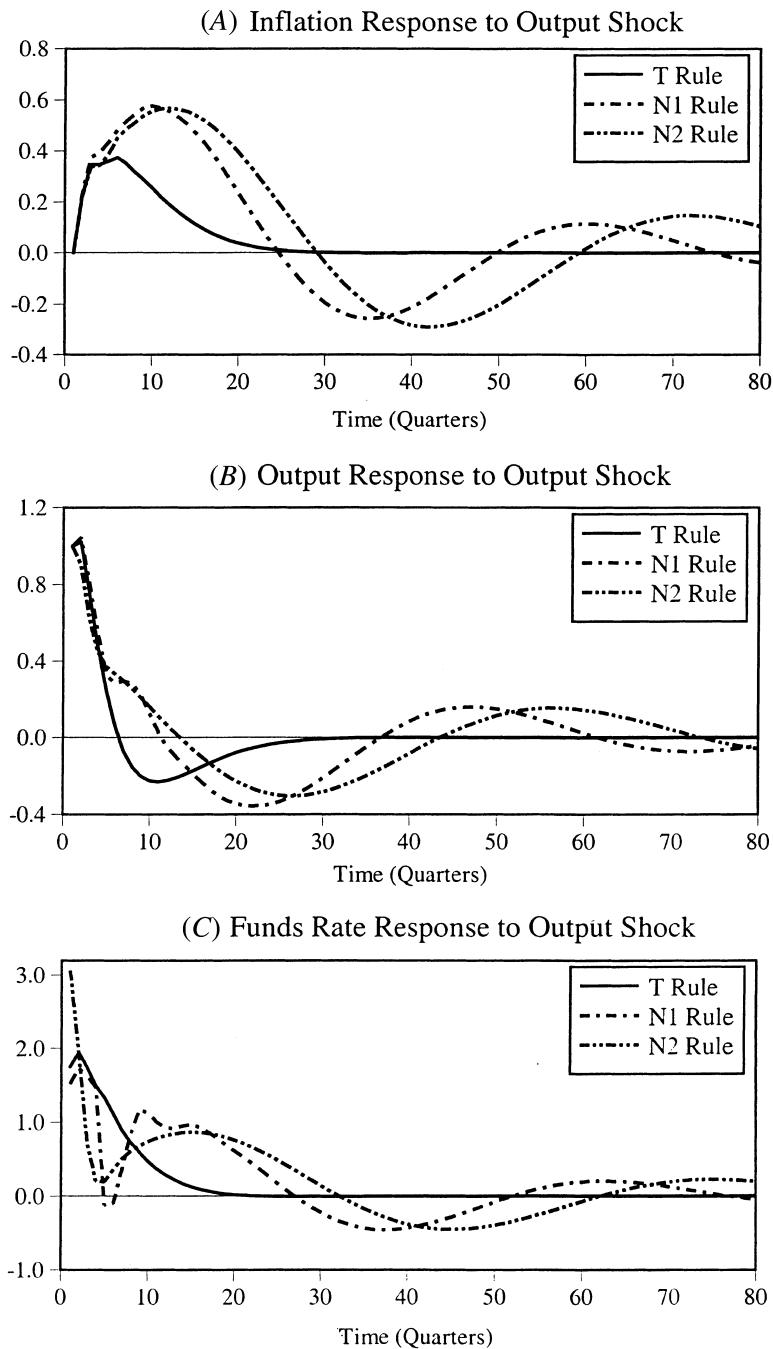 (A) Inflation Response to Output Shock
0.8
0.6
0.4
0.2
0.0
-0.2
-0.4
T Rule
N1 Rule
N2 Rule
0 10 20 30 40 50 60 70 80
Time (Quarters)
(B) Output Response to Output Shock
1.2
0.8
0.4
0.0
-0.4
T Rule
N1 Rule
N2 Rule
0 10 20 30 40 50 60 70 80
Time (Quarters)
(C) Funds Rate Response to Output Shock
3.0
2.0
1.0
0.0
-1.0
T Rule
N1 Rule
N2 Rule
0 10 20 30 40 50 60 70 80
Time (Quarters)